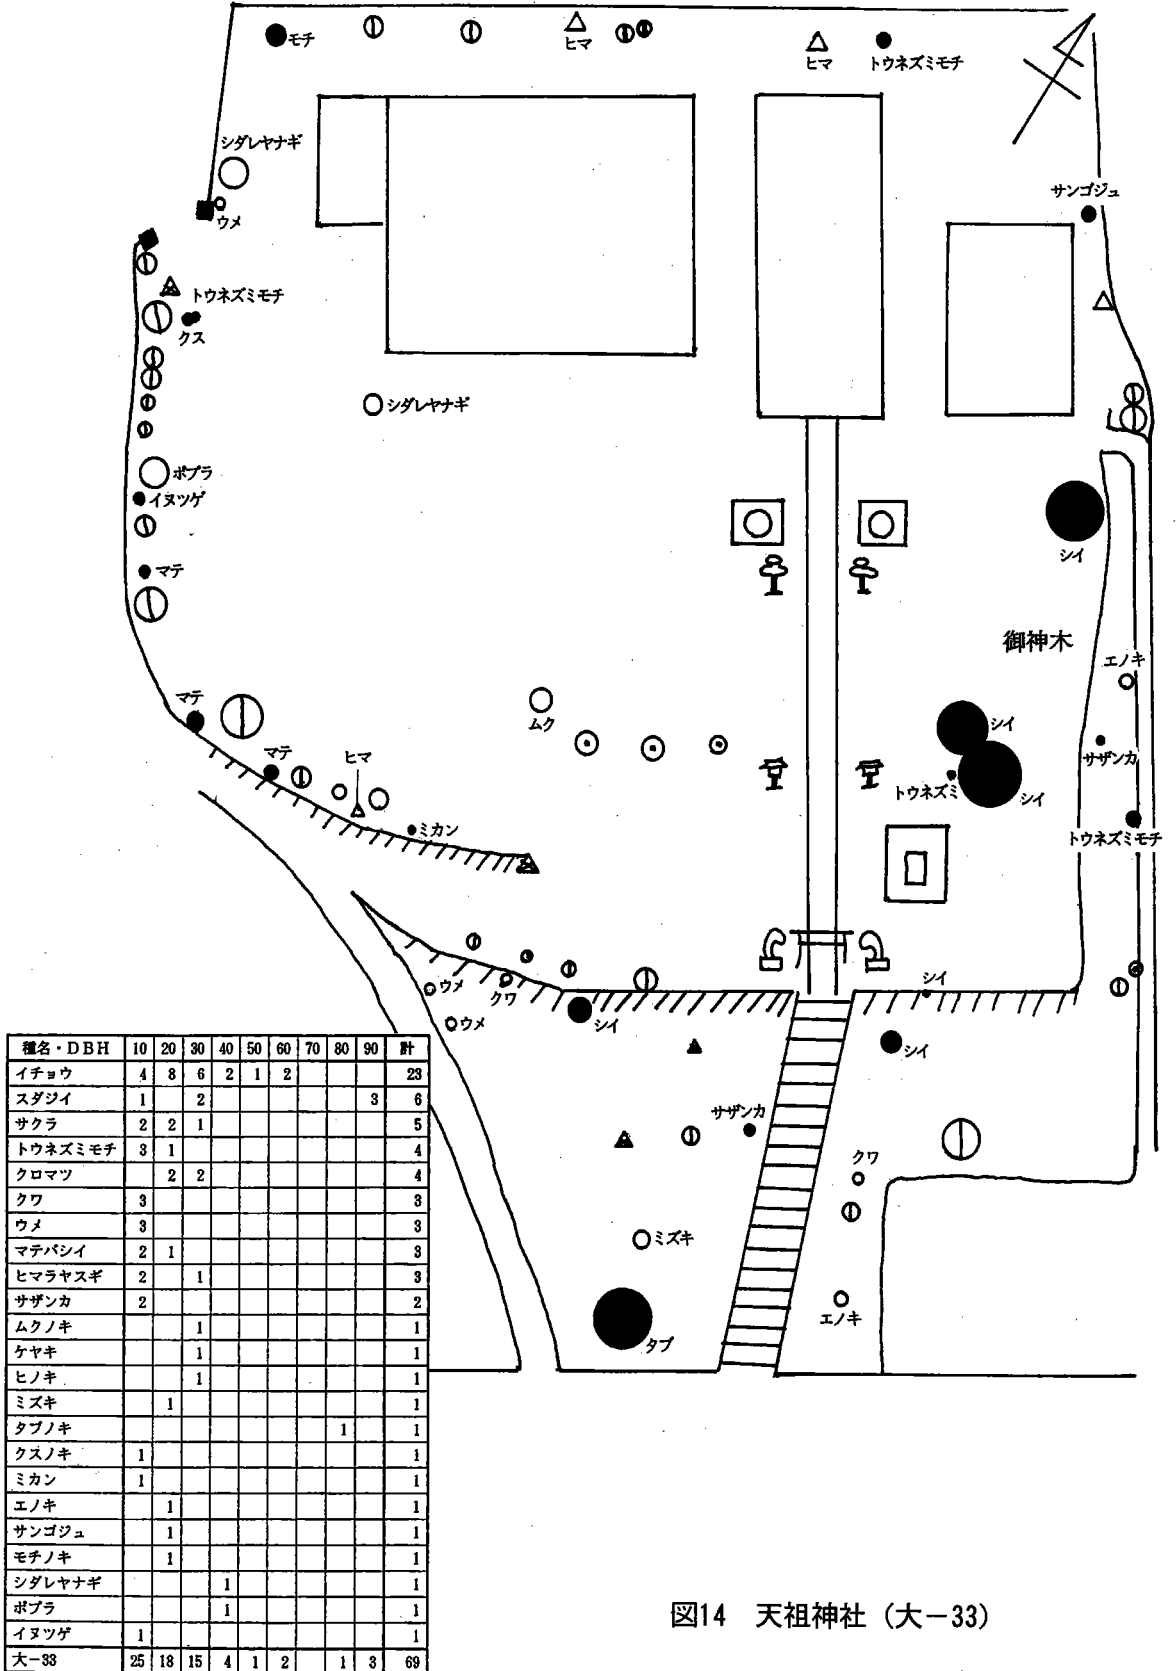 モチ
ヒマ
ヒマ
トウネズミモチ
シダレヤナギ
ウメ
サンゴジュ
トウネズミモチ
クス
シダレヤナギ
ポプラ
イヌツゲ
シイ
マテ
御神木
エノキ
マテ
ムク
シイ
サザンカ
マテ
ヒマ
トウネズミ
シイ
ミカン
トウネズミモチ
ウメ
クワ
シイ
ウメ
シイ
シイ
サザンカ
クワ
ミズキ
エノキ
タブ
種名・DBH 10 20 30 40 50 60 70 80 90 計
イチョウ 4 8 6 2 1 2 23
スダジイ 1 2 3 6
サクラ 2 2 1 5
トウネズミモチ 3 1 4
クロマツ 2 2 4
クワ 3 3
ウメ 3 3
マテバシイ 2 1 3
ヒマラヤスギ 2 1 3
サザンカ 2 2
ムクノキ 1 1
ケヤキ 1 1
ヒノキ 1 1
ミズキ 1 1
タブノキ 1 1
クスノキ 1 1
ミカン 1 1
エノキ 1 1
サンゴジュ 1 1
モチノキ 1 1
シダレヤナギ 1 1
ポプラ 1 1
イヌツゲ 1 1
大-33 25 18 15 4 1 2 1 3 69
図14 天祖神社（大-33）